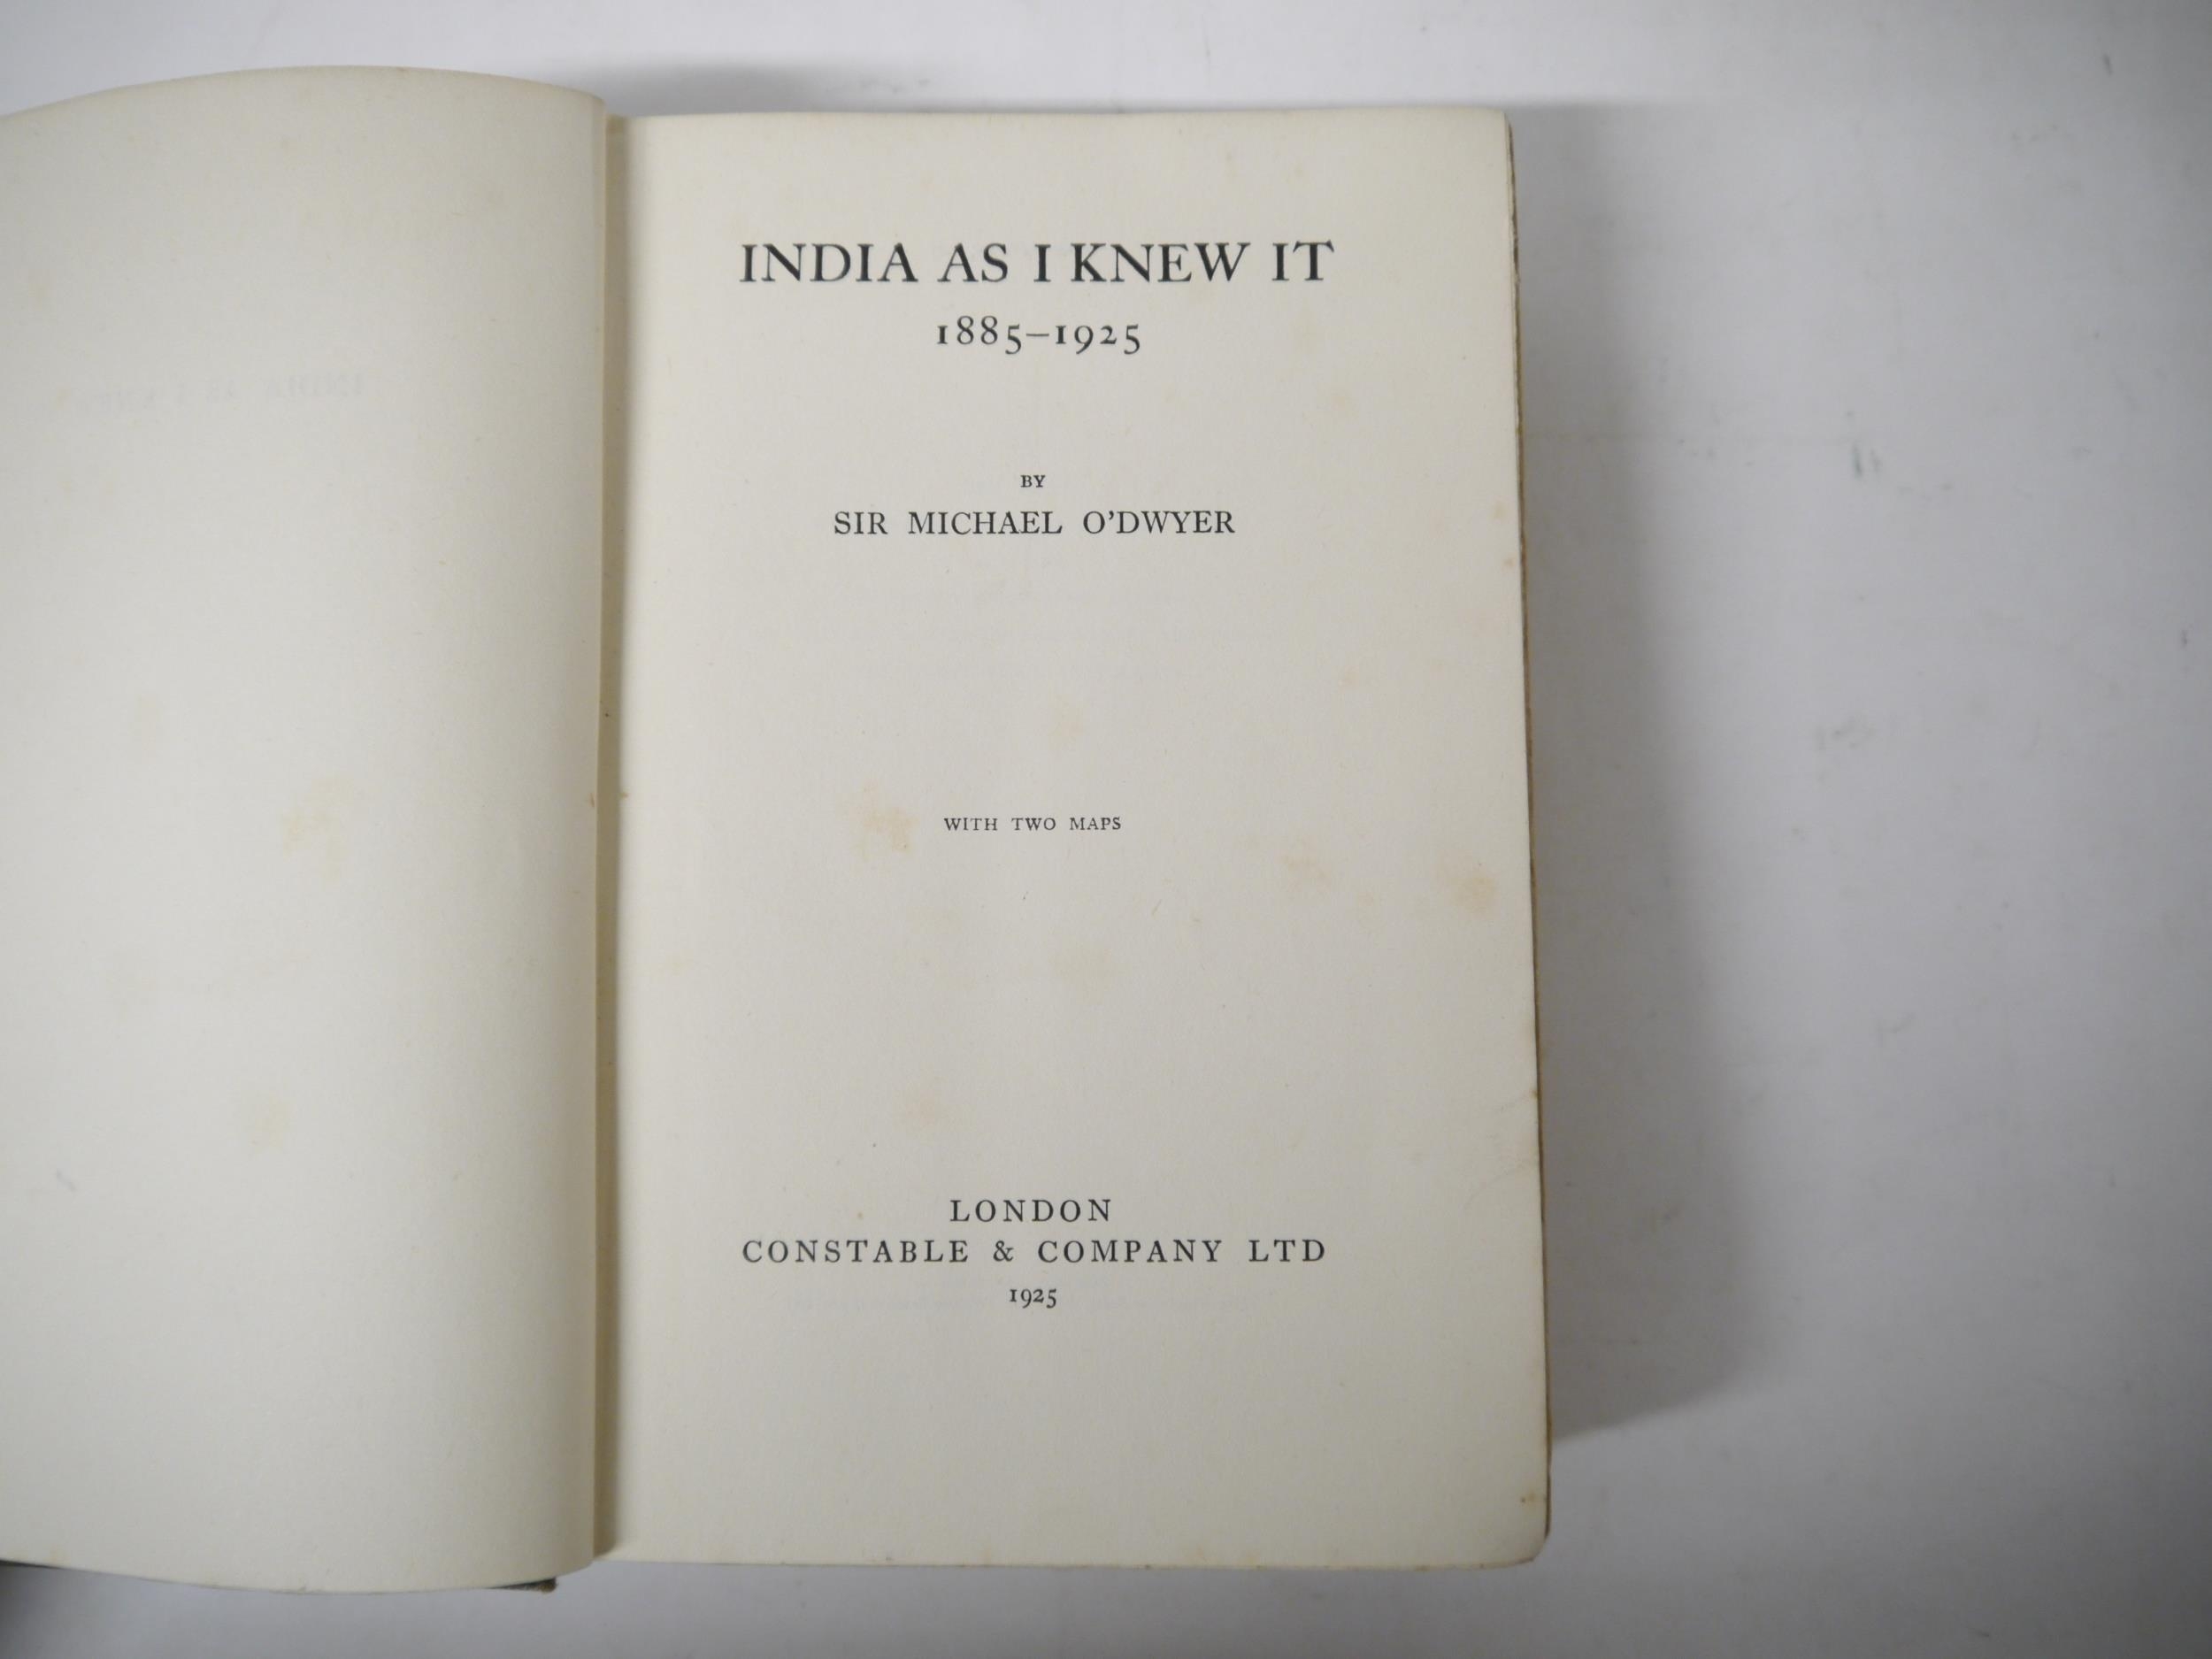 INDIA AS I KNEW IT
1885–1925
BY
SIR MICHAEL O'DWYER
WITH TWO MAPS
LONDON
CONSTABLE & COMPANY LTD
1925